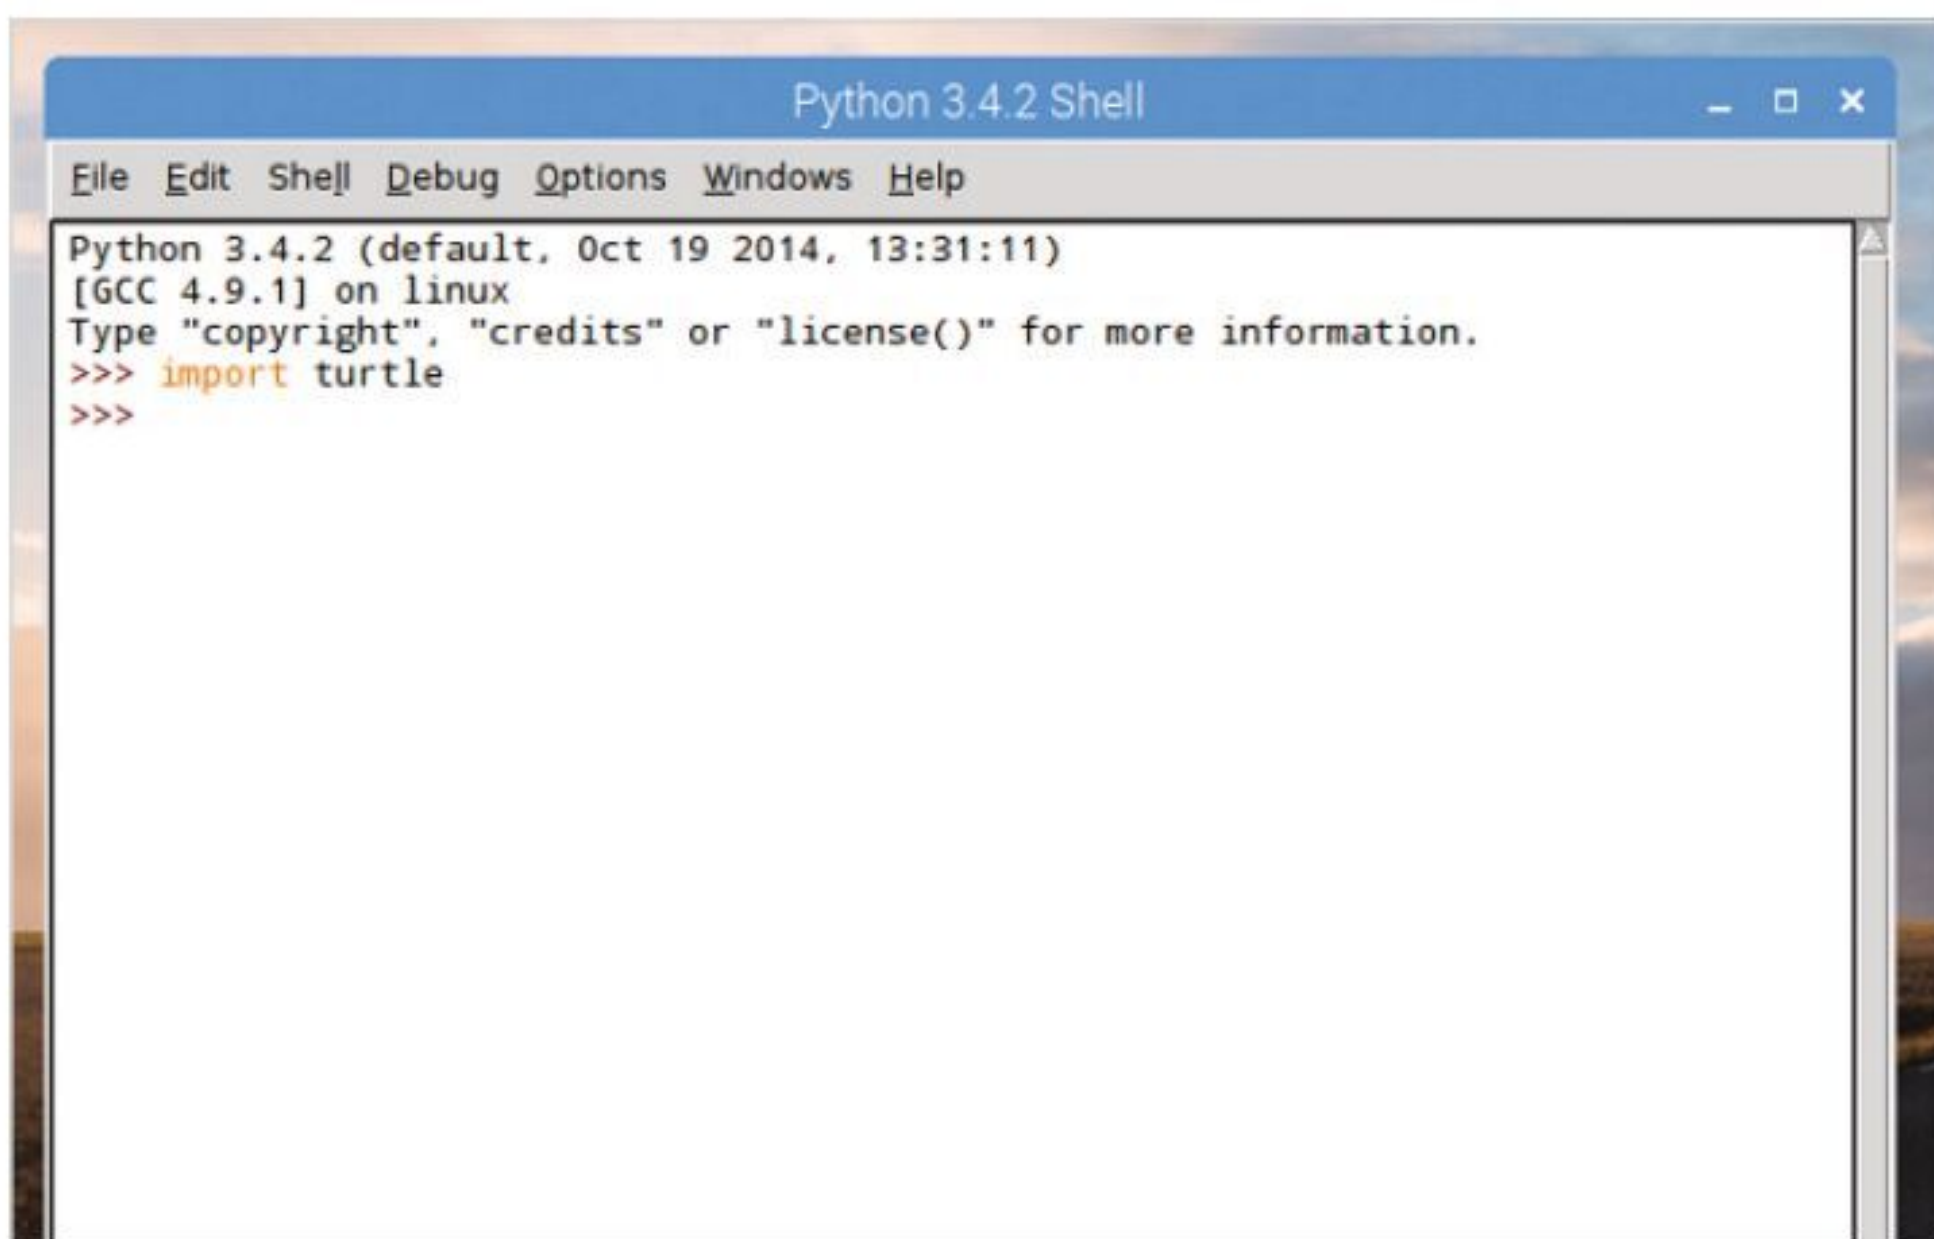 Python 3.4.2 Shell
File Edit Shell Debug Options Windows Help
Python 3.4.2 (default, Oct 19 2014, 13:31:11)
[GCC 4.9.1] on linux
Type "copyright", "credits" or "license()" for more information.
>>> import turtle
>>>